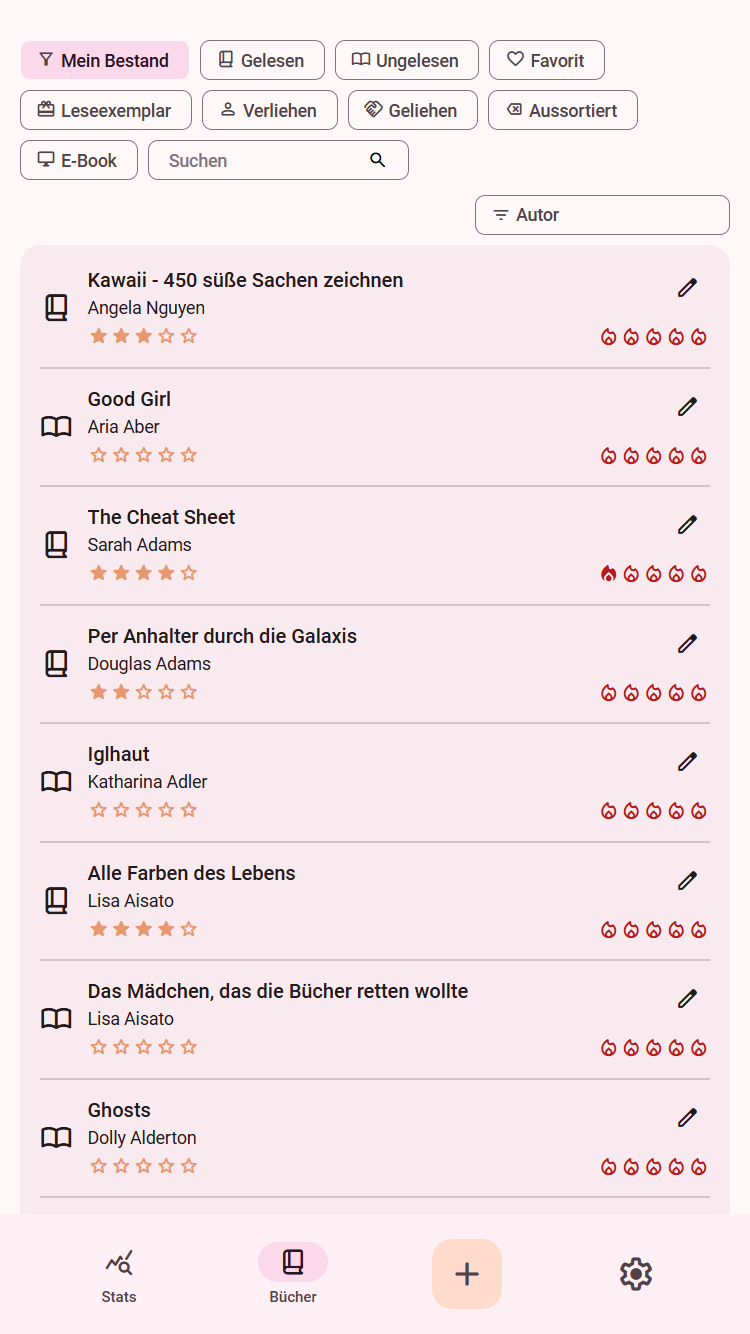 Mein Bestand Gelesen Ungelesen Favorit
Leseexemplar Verliehen Geliehen Aussortiert
E-Book Suchen
Autor
Kawaii - 450 süße Sachen zeichnen
Angela Nguyen
Good Girl
Aria Aber
The Cheat Sheet
Sarah Adams
Per Anhalter durch die Galaxis
Douglas Adams
Iglhaut
Katharina Adler
Alle Farben des Lebens
Lisa Aisato
Das Mädchen, das die Bücher retten wollte
Lisa Aisato
Ghosts
Dolly Alderton
Stats Bücher